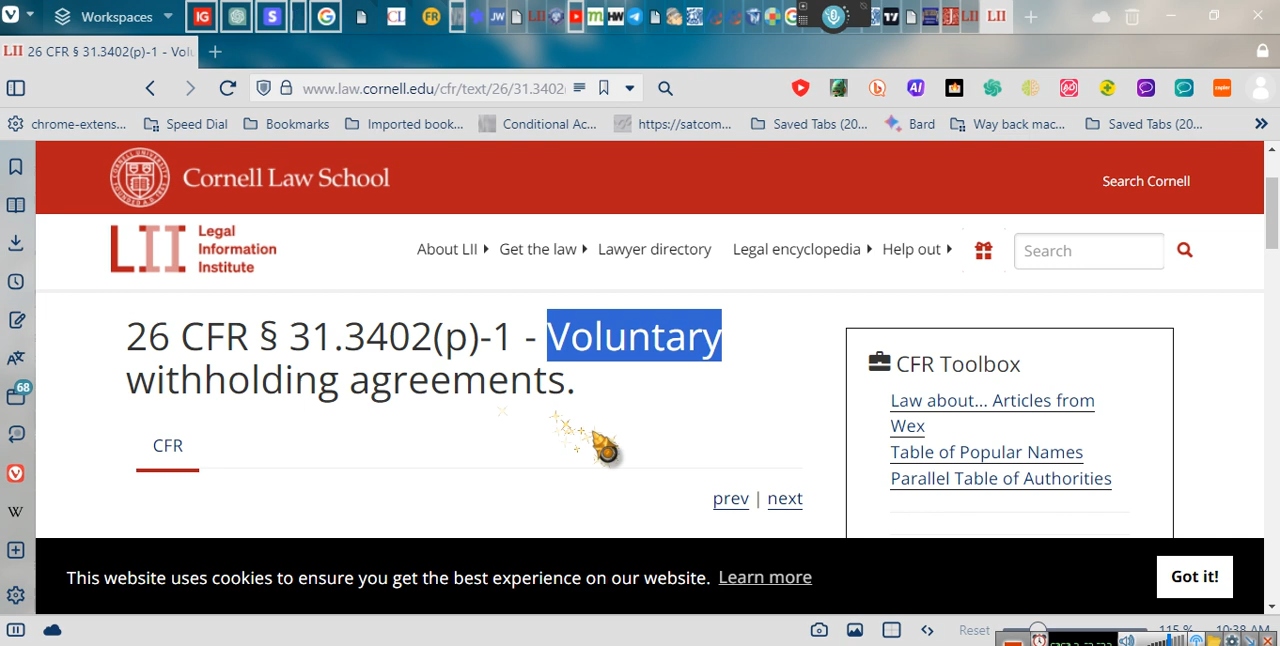 Workspaces
26 CFR § 31.3402(p)-1 - Volu
www.law.cornell.edu/cfr/text/26/31.3402
chrome-extens... Speed Dial Bookmarks Imported book... Conditional Ac... https://satcom... Saved Tabs (20... Bard Way back mac... Saved Tabs (20...
Cornell Law School
Search Cornell
LII Legal
Information
Institute
About LII Get the law Lawyer directory Legal encyclopedia Help out Search
26 CFR § 31.3402(p)-1 - Voluntary
withholding agreements.
CFR
prev | next
CFR Toolbox
Law about... Articles from
Wex
Table of Popular Names
Parallel Table of Authorities
68
This website uses cookies to ensure you get the best experience on our website. Learn more
Got it!
Reset 115 % 10:38 AM